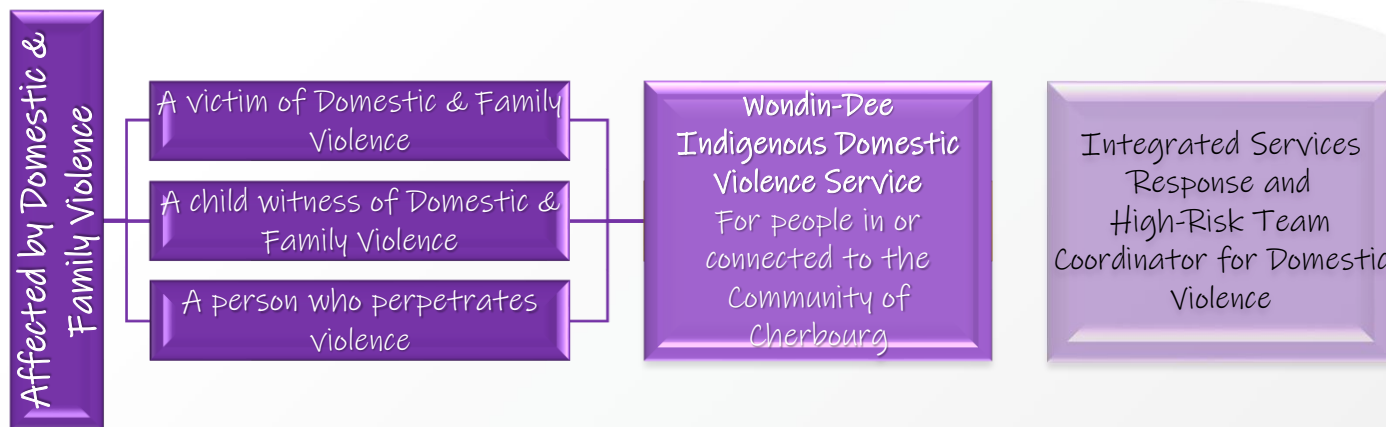 Affected by Domestic &
Family Violence
A victim of Domestic & Family
Violence
A child witness of Domestic &
Family Violence
A person who perpetrates
violence
Wondin-Dee
Indigenous Domestic
Violence Service
For people in or
connected to the
Community of
Cherbourg
Integrated Services
Response and
High-Risk Team
Coordinator for Domestic
Violence